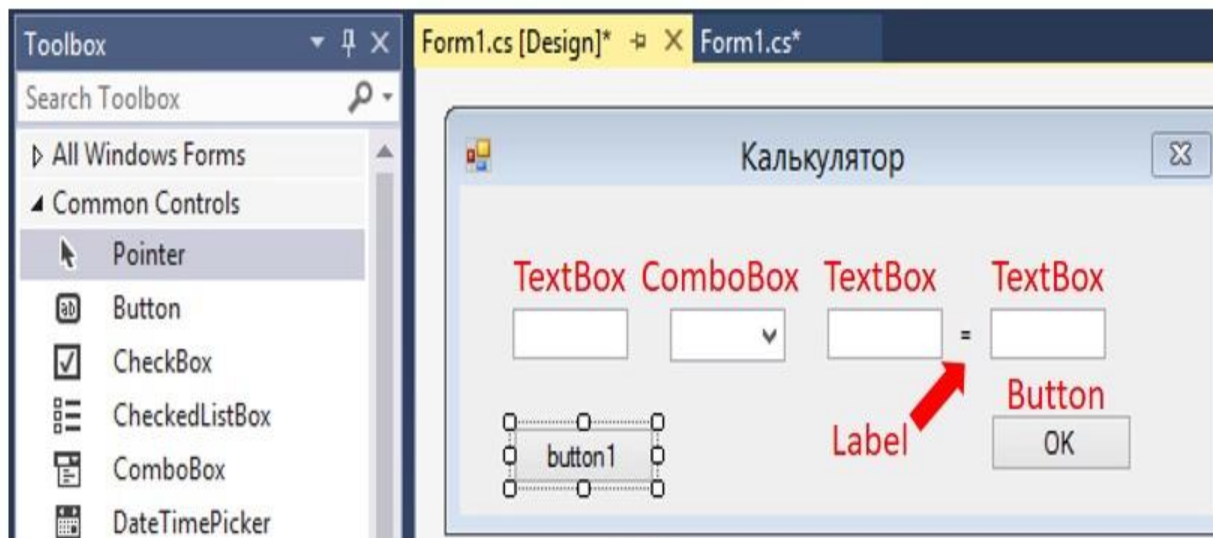 Toolbox
Form1.cs [Design]* Form1.cs*
Search Toolbox
All Windows Forms
Common Controls
Pointer
Button
CheckBox
CheckedListBox
ComboBox
DateTimePicker
Калькулятор
TextBox ComboBox TextBox TextBox
=
Button
Label
button1
OK